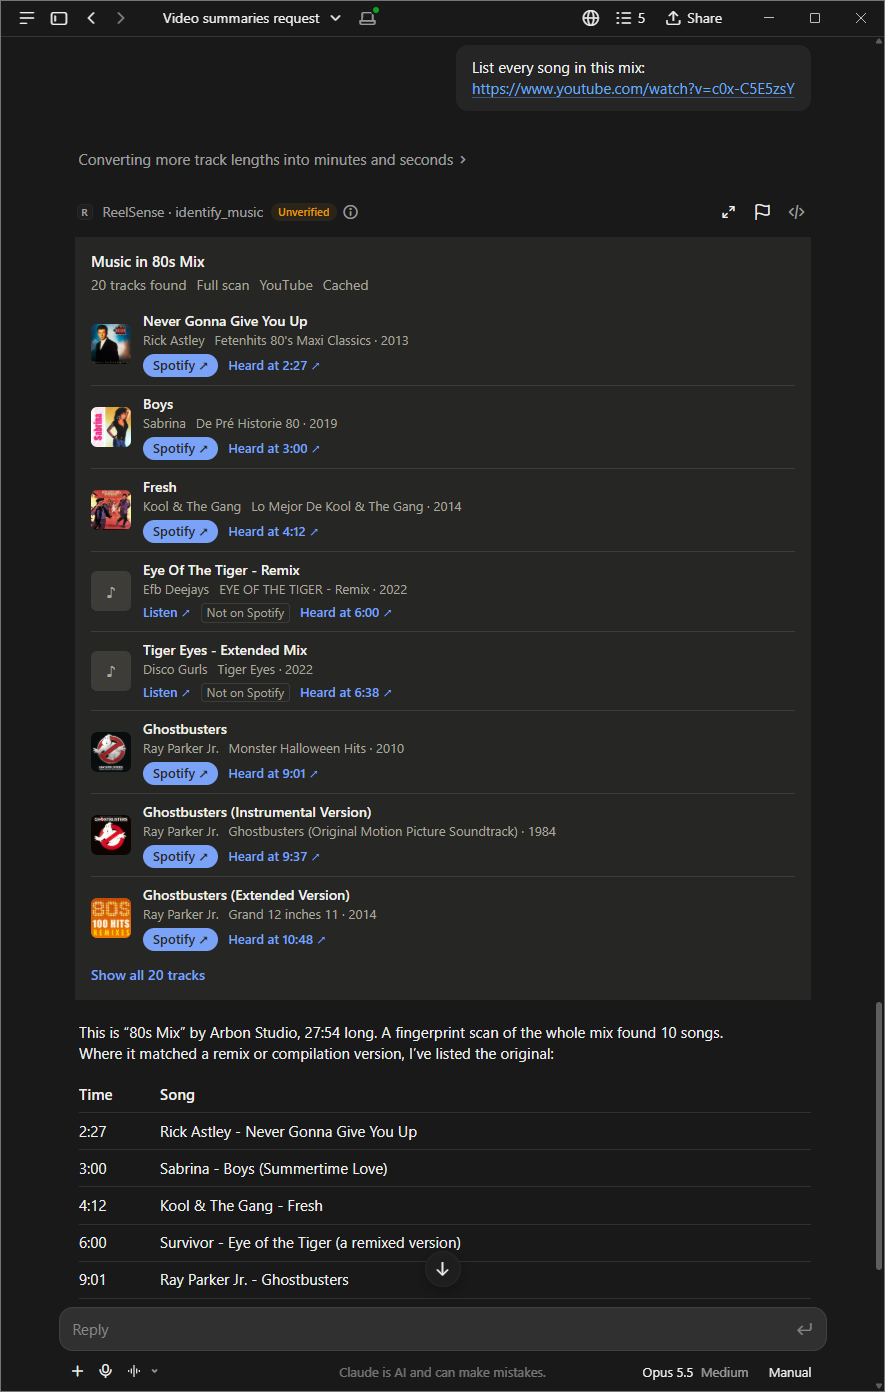 Video summaries request
5
Share
List every song in this mix:
https://www.youtube.com/watch?v=c0x-C5E5zsY
Converting more track lengths into minutes and seconds
R ReelSense · identify_music Unverified
Music in 80s Mix
20 tracks found Full scan YouTube Cached
Never Gonna Give You Up
Rick Astley Fetenhits 80's Maxi Classics · 2013
Spotify ↗ Heard at 2:27 ↗
Boys
Sabrina De Pré Historie 80 · 2019
Spotify ↗ Heard at 3:00 ↗
Fresh
Kool & The Gang Lo Mejor De Kool & The Gang · 2014
Spotify ↗ Heard at 4:12 ↗
Eye Of The Tiger - Remix
Efb Deejays EYE OF THE TIGER - Remix · 2022
Listen ↗ Not on Spotify Heard at 6:00 ↗
Tiger Eyes - Extended Mix
Disco Gurls Tiger Eyes · 2022
Listen ↗ Not on Spotify Heard at 6:38 ↗
Ghostbusters
Ray Parker Jr. Monster Halloween Hits · 2010
Spotify ↗ Heard at 9:01 ↗
Ghostbusters (Instrumental Version)
Ray Parker Jr. Ghostbusters (Original Motion Picture Soundtrack) · 1984
Spotify ↗ Heard at 9:37 ↗
80s
100 HITS
REMIXES
Ghostbusters (Extended Version)
Ray Parker Jr. Grand 12 inches 11 · 2014
Spotify ↗ Heard at 10:48 ↗
Show all 20 tracks
This is “80s Mix” by Arbon Studio, 27:54 long. A fingerprint scan of the whole mix found 10 songs.
Where it matched a remix or compilation version, I’ve listed the original:
Time Song
2:27 Rick Astley - Never Gonna Give You Up
3:00 Sabrina - Boys (Summertime Love)
4:12 Kool & The Gang - Fresh
6:00 Survivor - Eye of the Tiger (a remixed version)
9:01 Ray Parker Jr. - Ghostbusters
Reply
Claude is AI and can make mistakes.
Opus 5.5 Medium Manual